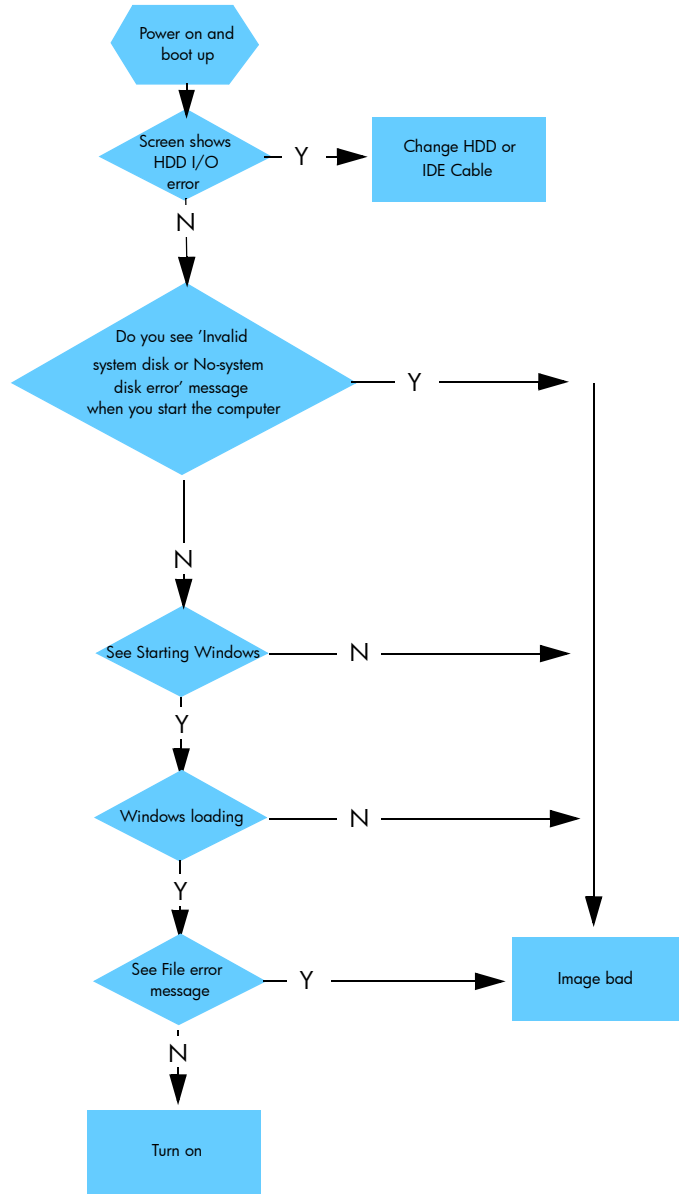 Power on and
boot up
Screen shows
HDD I/O
error
Y
Change HDD or
IDE Cable
N
Do you see ’Invalid
system disk or No-system
disk error’ message
when you start the computer
Y
N
See Starting Windows
N
Y
Windows loading
N
Y
See File error
message
Y
Image bad
N
Turn on